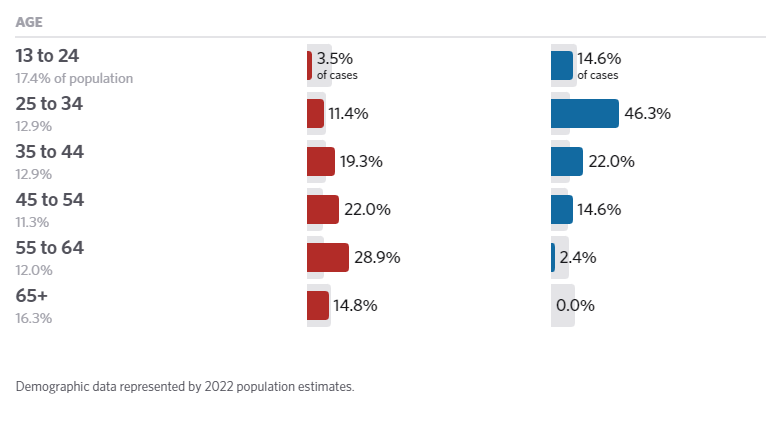 AGE
13 to 24
17.4% of population
3.5%
of cases
14.6%
of cases
25 to 34
12.9%
11.4%
46.3%
35 to 44
12.9%
19.3%
22.0%
45 to 54
11.3%
22.0%
14.6%
55 to 64
12.0%
28.9%
2.4%
65+
16.3%
14.8%
0.0%
Demographic data represented by 2022 population estimates.